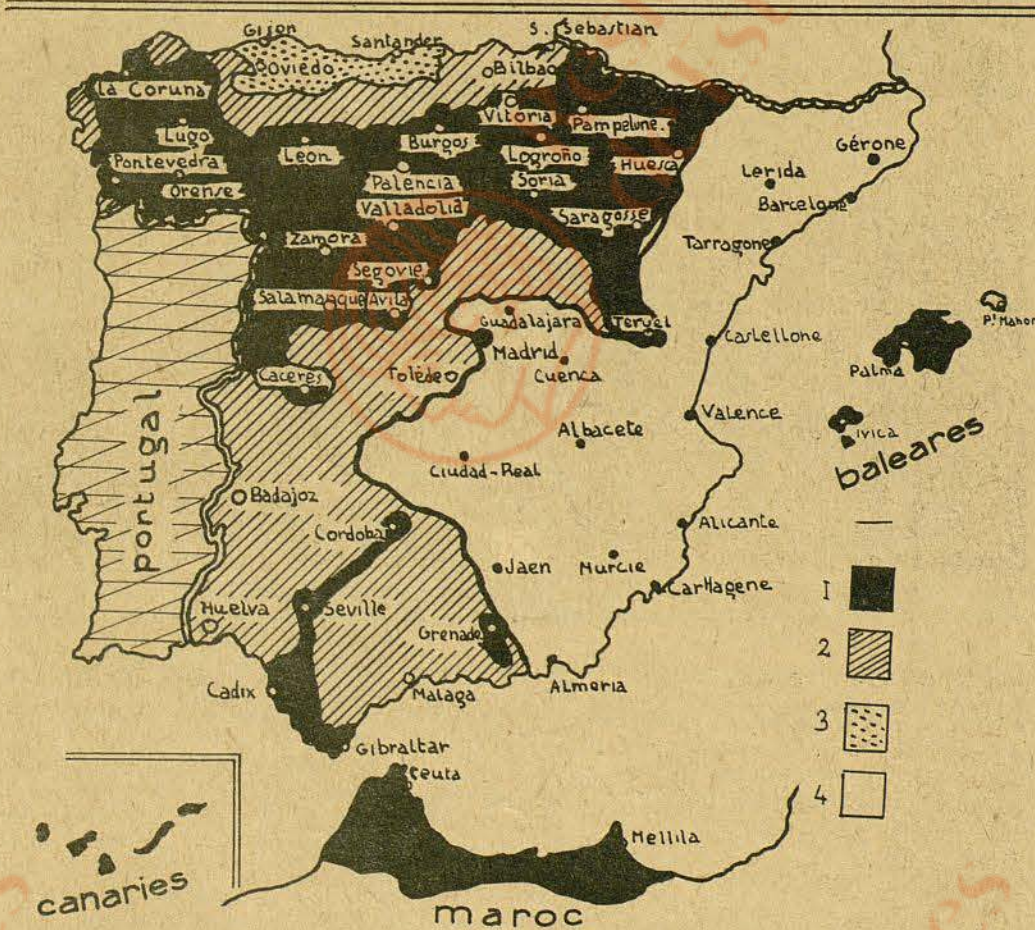 Gijon
Santander
S. Sebastian
Oviedo
Bilbao
La Coruna
Vitoria
Pampelune.
Lugo
Burgos
Leon
Logroño
Huesca
Gérone
Pontevedra
Palencia
Soria
Lerida
Orense
Valladolid
Saragosse
Barcelone
Zamora
Tarragone
Segovie
Salamanque
Avila
Guadalajara
Teruel
Pt Mahon
Madrid
Castellone
Caceres
Tolède
Cuenca
Palma
Valence
Albacete
ivica
Ciudad-Real
baleares
portugal
Badajoz
Cordoba
Alicante
Jaen
Murcie
Carthagene
1
Huelva
Seville
Grenade
2
Cadix
Malaga
Almeria
3
Gibraltar
Ceuta
4
Mellila
canaries
maroc